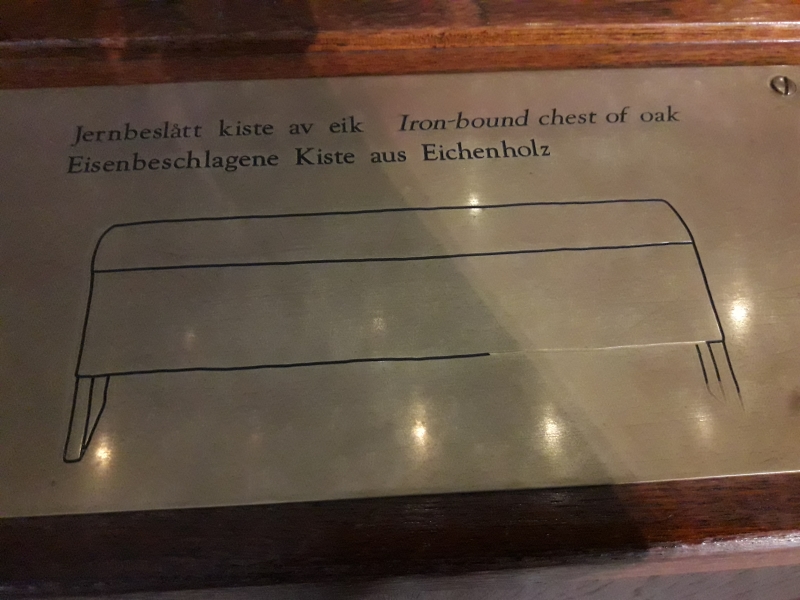 Jernbeslått kiste av eik Iron-bound chest of oak
Eisenbeschlagene Kiste aus Eichenholz